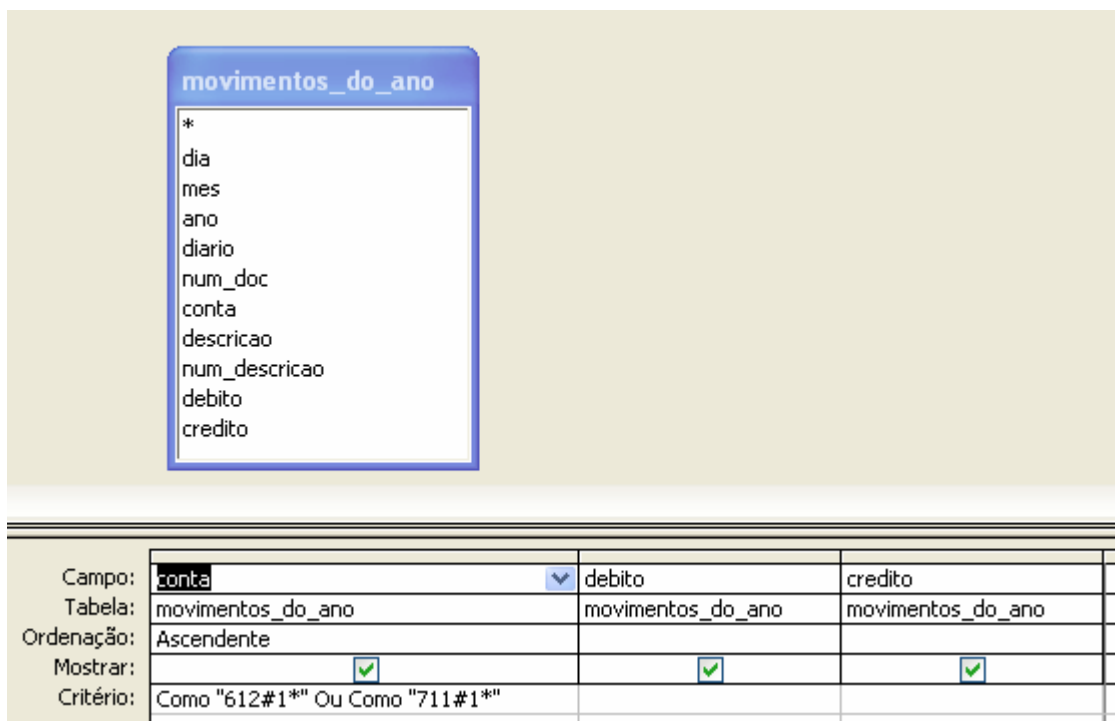 movimentos_do_ano
*
dia
mes
ano
diario
num_doc
conta
descricao
num_descricao
debito
credito
Campo: conta debito credito
Tabela: movimentos_do_ano movimentos_do_ano movimentos_do_ano
Ordenação: Ascendente
Mostrar:
Critério: Como "612#1*" Ou Como "711#1*"